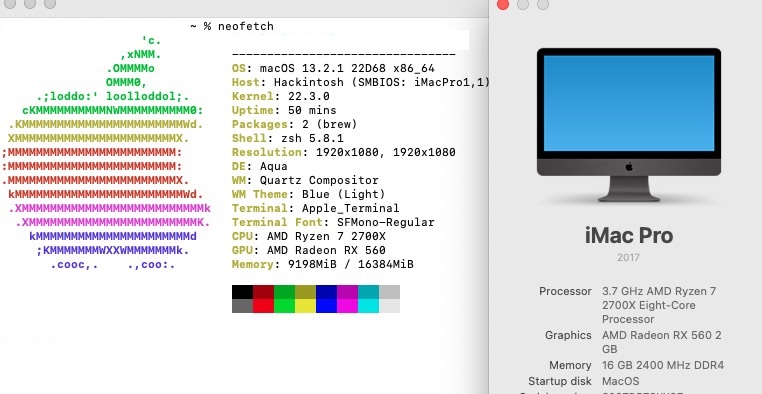 ~ % neofetch
'c.
,xNMM.
.OMMMMo
OMMM0,
.;loddo:' loolloddol;.
cKMMMMMMMMMMNWMMMMMMMMMM0:
.KMMMMMMMMMMMMMMMMMMMMMMMWd.
XMMMMMMMMMMMMMMMMMMMMMMMX.
;MMMMMMMMMMMMMMMMMMMMMMMM:
:MMMMMMMMMMMMMMMMMMMMMMMM:
.MMMMMMMMMMMMMMMMMMMMMMMMX.
kMMMMMMMMMMMMMMMMMMMMMMMMWd.
.XMMMMMMMMMMMMMMMMMMMMMMMMMMk
.XMMMMMMMMMMMMMMMMMMMMMMMMK.
kMMMMMMMMMMMMMMMMMMMMMMd
;KMMMMMMMWXXWMMMMMMMk.
.cooc,. .,coo:.
-------------------------------
OS: macOS 13.2.1 22D68 x86_64
Host: Hackintosh (SMBIOS: iMacPro1,1)
Kernel: 22.3.0
Uptime: 50 mins
Packages: 2 (brew)
Shell: zsh 5.8.1
Resolution: 1920x1080, 1920x1080
DE: Aqua
WM: Quartz Compositor
WM Theme: Blue (Light)
Terminal: Apple_Terminal
Terminal Font: SFMono-Regular
CPU: AMD Ryzen 7 2700X
GPU: AMD Radeon RX 560
Memory: 9198MiB / 16384MiB
iMac Pro
2017
Processor 3.7 GHz AMD Ryzen 7
2700X Eight-Core
Processor
Graphics AMD Radeon RX 560 2
GB
Memory 16 GB 2400 MHz DDR4
Startup disk MacOS